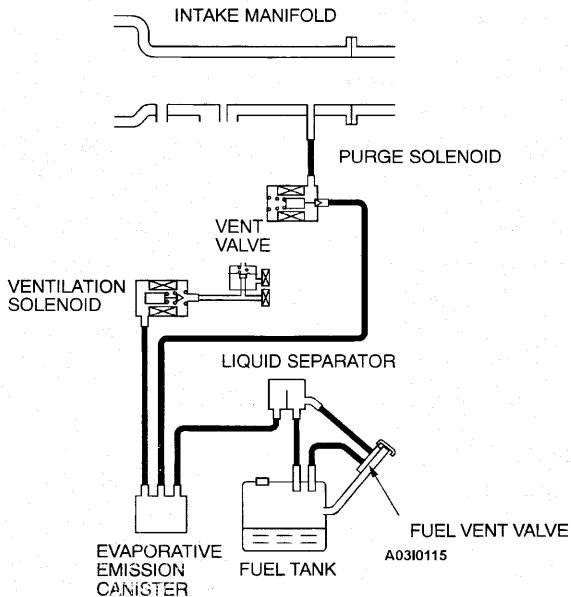 INTAKE MANIFOLD
PURGE SOLENOID
VENT
VALVE
VENTILATION
SOLENOID
LIQUID SEPARATOR
FUEL VENT VALVE
A03I0115
EVAPORATIVE
EMISSION
CANISTER
FUEL TANK